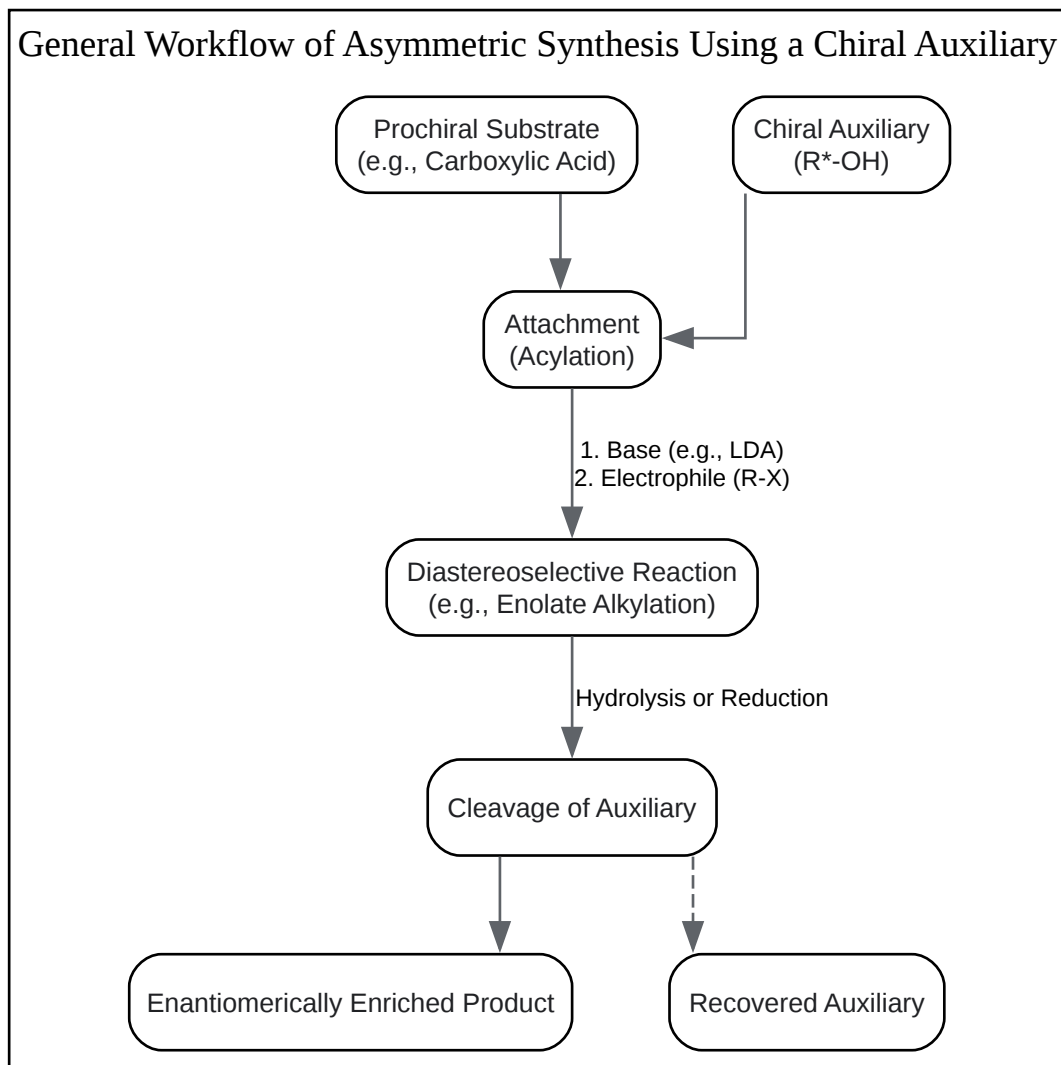 General Workflow of Asymmetric Synthesis Using a Chiral Auxiliary
Prochiral Substrate
(e.g., Carboxylic Acid)
Chiral Auxiliary
(R*-OH)
Attachment
(Acylation)
1. Base (e.g., LDA)
2. Electrophile (R-X)
Diastereoselective Reaction
(e.g., Enolate Alkylation)
Hydrolysis or Reduction
Cleavage of Auxiliary
Enantiomerically Enriched Product
Recovered Auxiliary